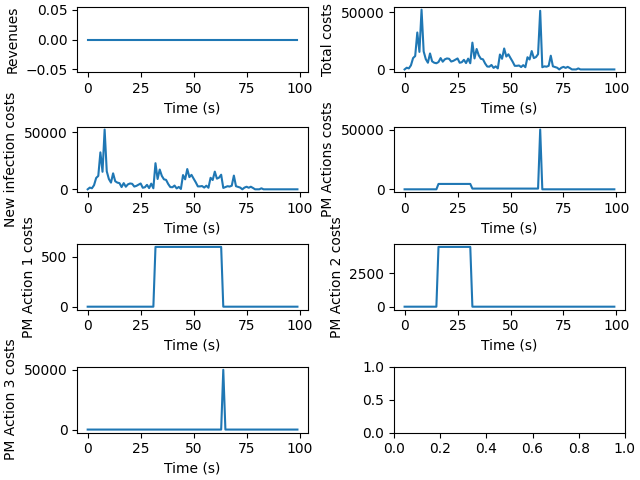 Revenues
0.05
0.00
−0.05
0 25 50 75 100
Time (s)
Total costs
50000
0
0 25 50 75 100
Time (s)
New infection costs
50000
0
0 25 50 75 100
Time (s)
PM Actions costs
50000
0
0 25 50 75 100
Time (s)
PM Action 1 costs
500
0
0 25 50 75 100
Time (s)
PM Action 2 costs
2500
0
0 25 50 75 100
Time (s)
PM Action 3 costs
50000
0
0 25 50 75 100
Time (s)
1.0
0.5
0.0
0.0 0.2 0.4 0.6 0.8 1.0